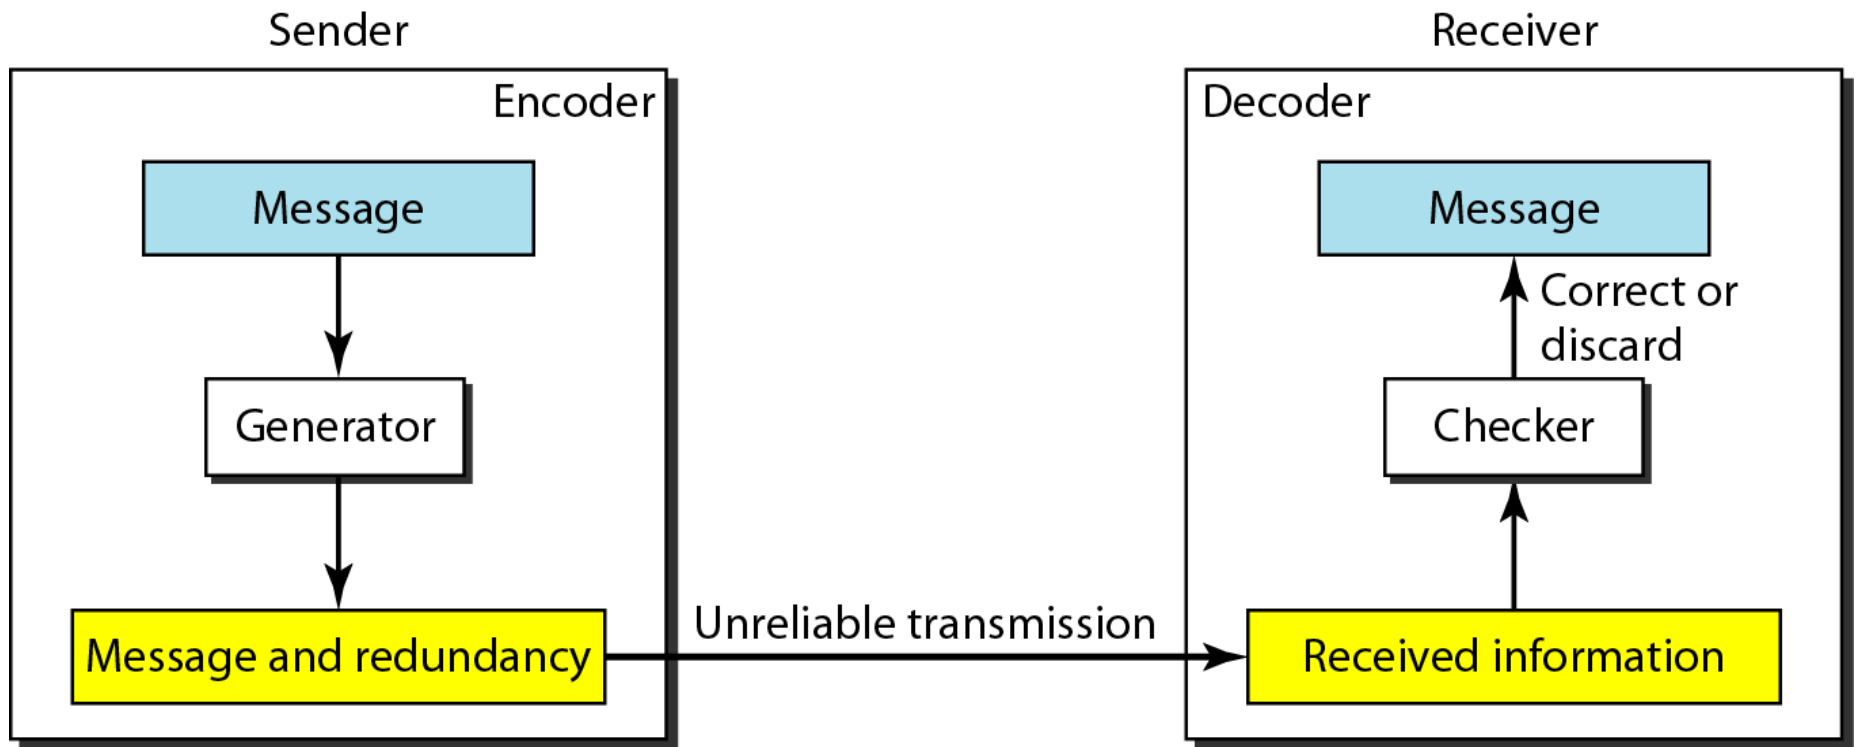 Sender
Receiver
Encoder
Decoder
Message
Message
Correct or
discard
Generator
Checker
Unreliable transmission
Message and redundancy
Received information